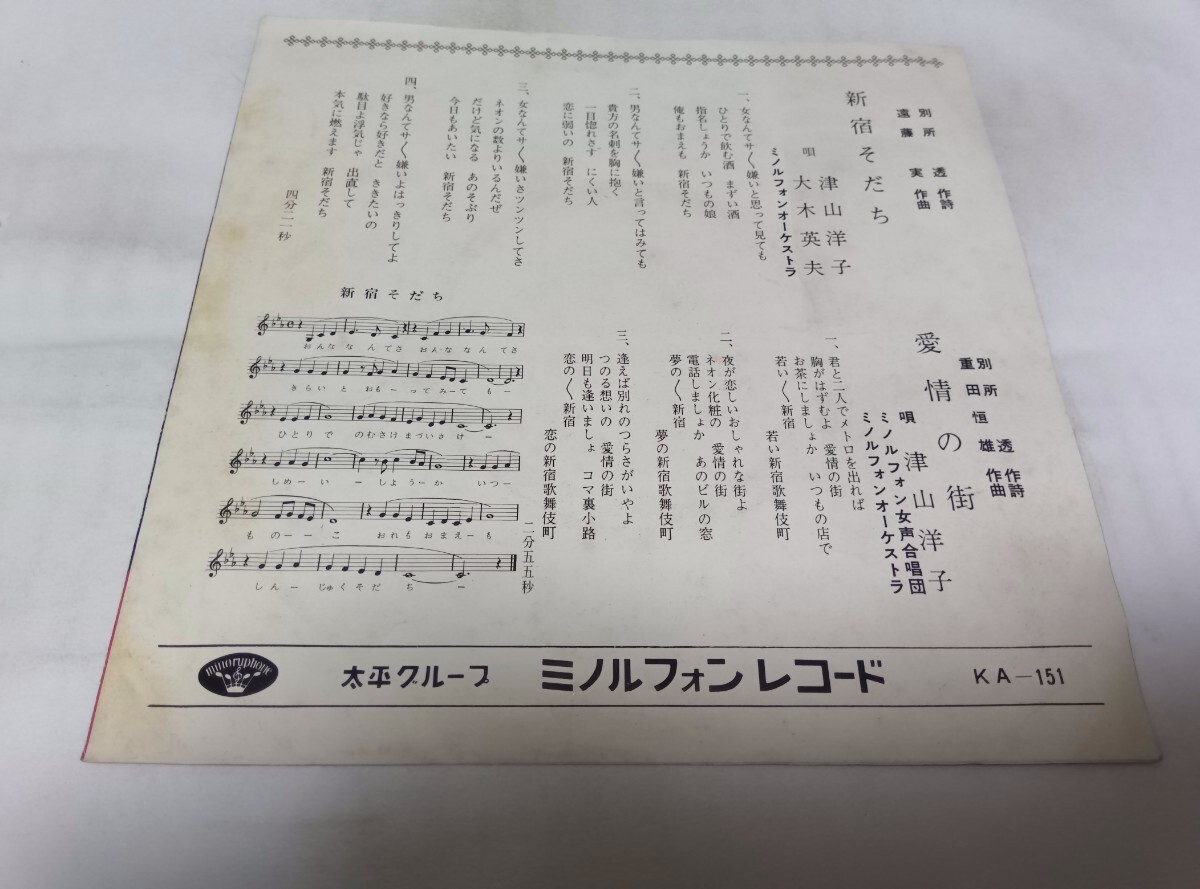 別所透 作詩
遠藤実 作曲
新宿そだち
唄 津山洋子
大木英夫
ミノルフォンオーケストラ
一、女なんてサ〱嫌いと思って見ても
ひとりで飲む酒 まずい酒
指名しょうか いつもの娘
俺もおまえも 新宿そだち
二、男なんてサ〱嫌いと言ってはみても
貴方の名刺を胸に抱く
一目惚れさす にくい人
恋に弱いの 新宿そだち
三、女なんてサ〱嫌いさツンツンしてさ
ネオンの数よりいるんだぜ
だけど気になる あのそぶり
今日もあいたい 新宿そだち
四、男なんてサ〱嫌いよはっきりしてよ
好きなら好きだと ききたいの
駄目よ浮気じゃ 出直して
本気に燃えます 新宿そだち
四分二一秒
別所透 作詩
重田恒雄 作曲
愛情の街
唄 津山洋子
ミノルフォン女声合唱団
ミノルフォンオーケストラ
一、君と二人でメトロを出れば
胸がはずむよ 愛情の街
お茶にしましょか いつもの店で
若い〱新宿 若い新宿歌舞伎町
二、夜が恋しいおしゃれな街よ
ネオン化粧の 愛情の街
電話しましょか あのビルの窓
夢の〱新宿 夢の新宿歌舞伎町
三、逢えば別れのつらさがいやよ
つのる想いの 愛情の街
明日も逢いましょ コマ裏小路
恋の〱新宿 恋の新宿歌舞伎町
二分五五秒
新宿そだち
おんななんてさ おんななんてさ
きらいと おもーってみーても
ひとりで のむさけまづいさけー
しめーいーしようーか いつー
ものーーこ おれもおまえーも
しんーじゅくそだちー
minoryphone
太平グループ ミノルフォンレコード KA-151